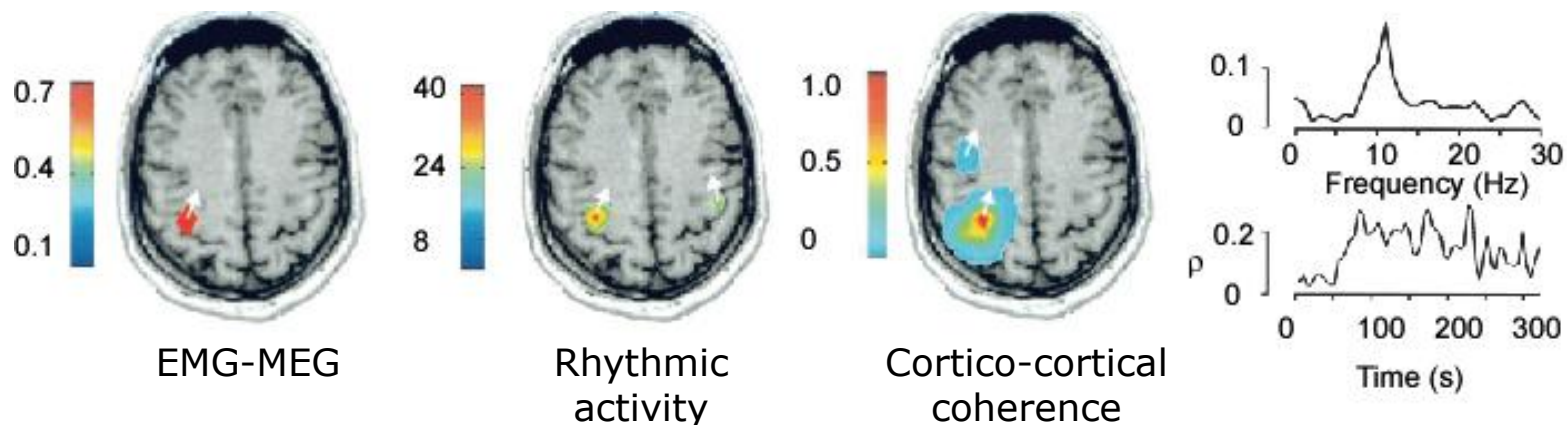 0.7
0.4
0.1
EMG-MEG
40
24
8
Rhythmic
activity
1.0
0.5
0
Cortico-cortical
coherence
0.1
0
0 10 20 30
Frequency (Hz)
0.2
ρ
0
0 100 200 300
Time (s)